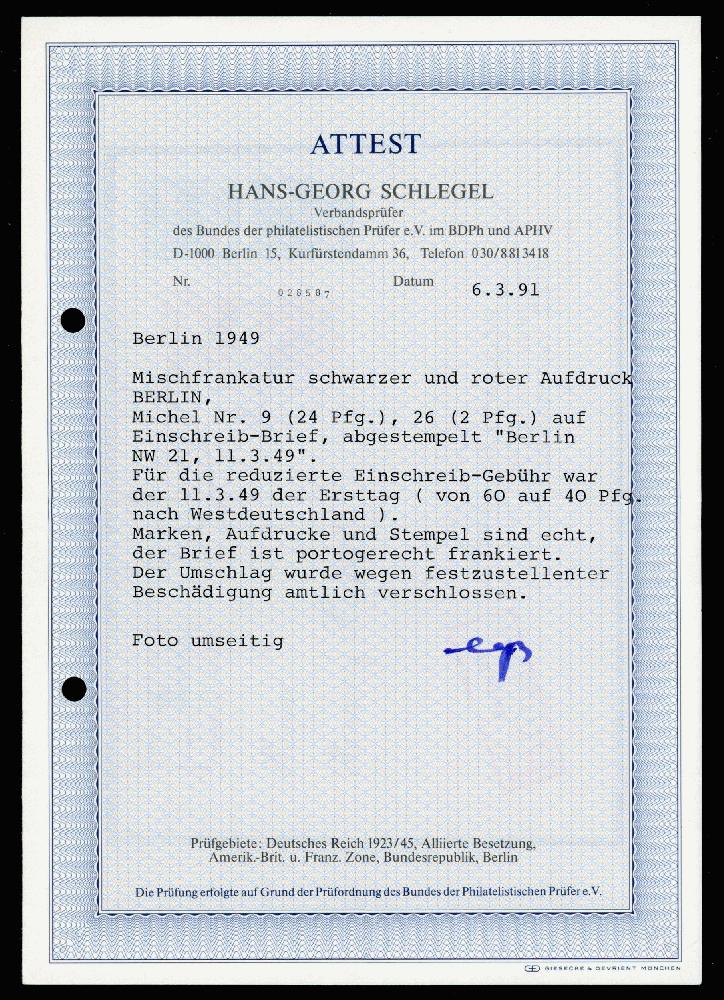 ATTEST
HANS-GEORG SCHLEGEL
Verbandsprüfer
des Bundes der philatelistischen Prüfer e.V. im BDPh und APHV
D-1000 Berlin 15, Kurfürstendamm 36, Telefon 030/8813418
Nr. Datum 6.3.91
Berlin 1949
Mischfrankatur schwarzer und roter Aufdruck
BERLIN,
Michel Nr. 9 (24 Pfg.), 26 (2 Pfg.) auf
Einschreib-Brief, abgestempelt "Berlin
NW 21, 11.3.49".
Für die reduzierte Einschreib-Gebühr war
der 11.3.49 der Ersttag ( von 60 auf 40 Pfg.
nach Westdeutschland ).
Marken, Aufdrucke und Stempel sind echt,
der Brief ist portogerecht frankiert.
Der Umschlag wurde wegen festzustellenter
Beschädigung amtlich verschlossen.
Foto umseitig
Prüfgebiete: Deutsches Reich 1923/45, Alliierte Besetzung,
Amerik.-Brit. u. Franz. Zone, Bundesrepublik, Berlin
Die Prüfung erfolgte auf Grund der Prüfordnung des Bundes der Philatelistischen Prüfer e.V.
GIESECKE & DEVRIENT MÜNCHEN